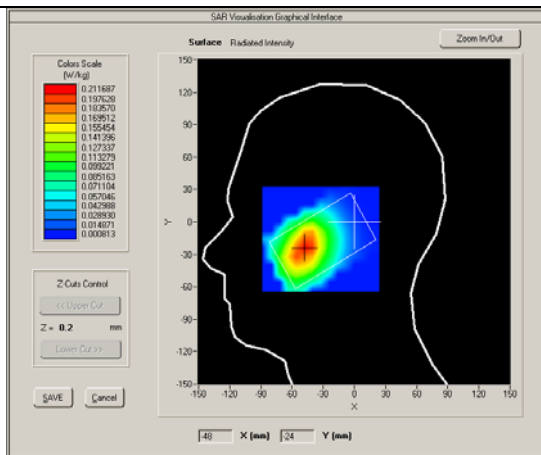 SAR Visualisation Graphical Interface
Surface Radiated Intensity
Zoom In/Out
Colors Scale
(W/kg)
0.211687
0.197628
0.183570
0.169512
0.155454
0.141396
0.127337
0.113279
0.099221
0.085163
0.071104
0.057046
0.042988
0.028930
0.014871
0.000813
150
120
90
60
30
0
-30
-60
-90
-120
-150
Y
-150 -120 -90 -60 -30 0 30 60 90 120 150
X
Z-Cuts Control
<< Upper Cut
Z = 0.2 mm
Lower Cut >>
SAVE Cancel
-48 X (mm) -24 Y (mm)